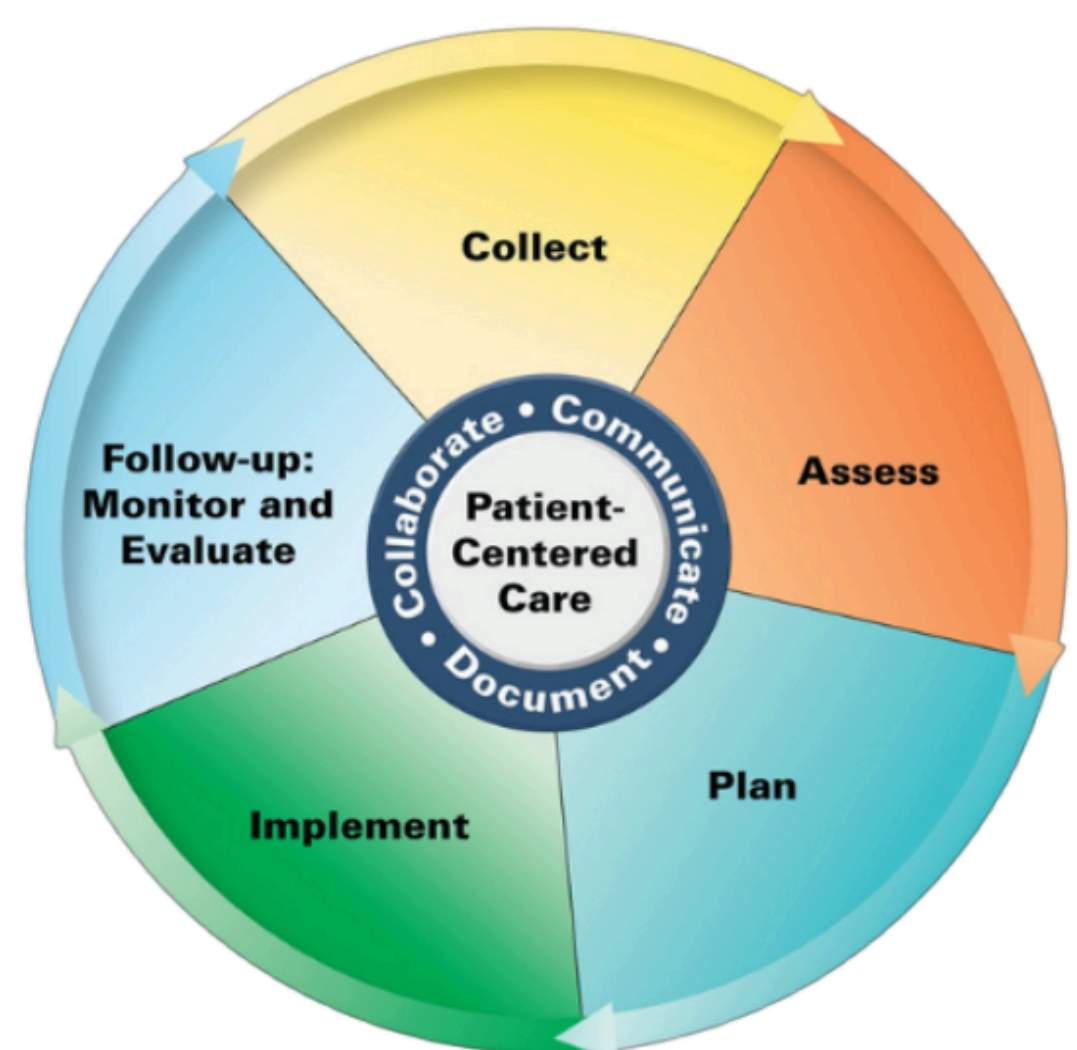 Collect
Assess
Plan
Implement
Follow-up:
Monitor and
Evaluate
Collaborate • Communicate • Document •
Patient-
Centered
Care